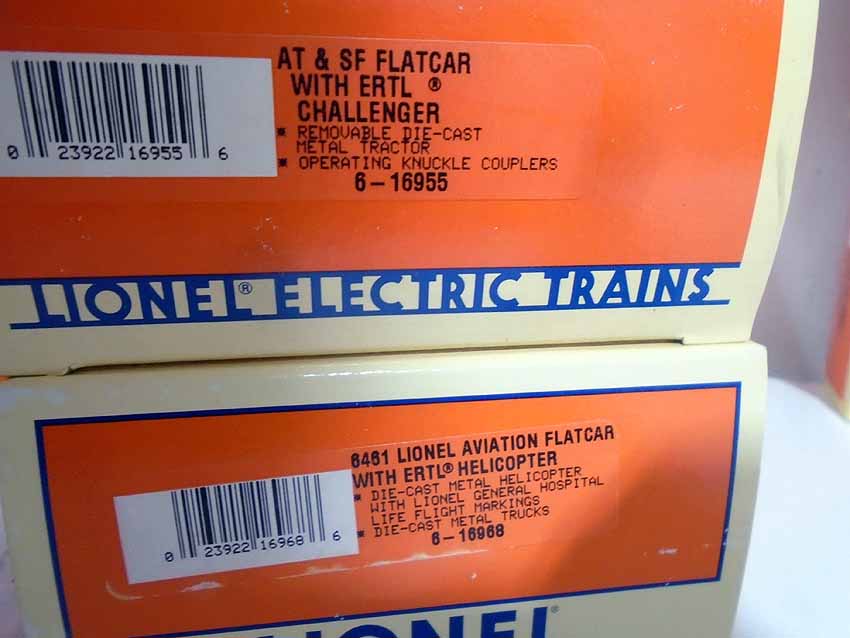 AT & SF FLATCAR
WITH ERTL ®
CHALLENGER
* REMOVABLE DIE-CAST
METAL TRACTOR
* OPERATING KNUCKLE COUPLERS
6-16955
0 23922 16955 6
LIONEL® ELECTRIC TRAINS
6461 LIONEL AVIATION FLATCAR
WITH ERTL® HELICOPTER
* DIE-CAST METAL HELICOPTER
WITH LIONEL GENERAL HOSPITAL
LIFE FLIGHT MARKINGS
* DIE-CAST METAL TRUCKS
6-16968
0 23922 16968 6
LIONEL®